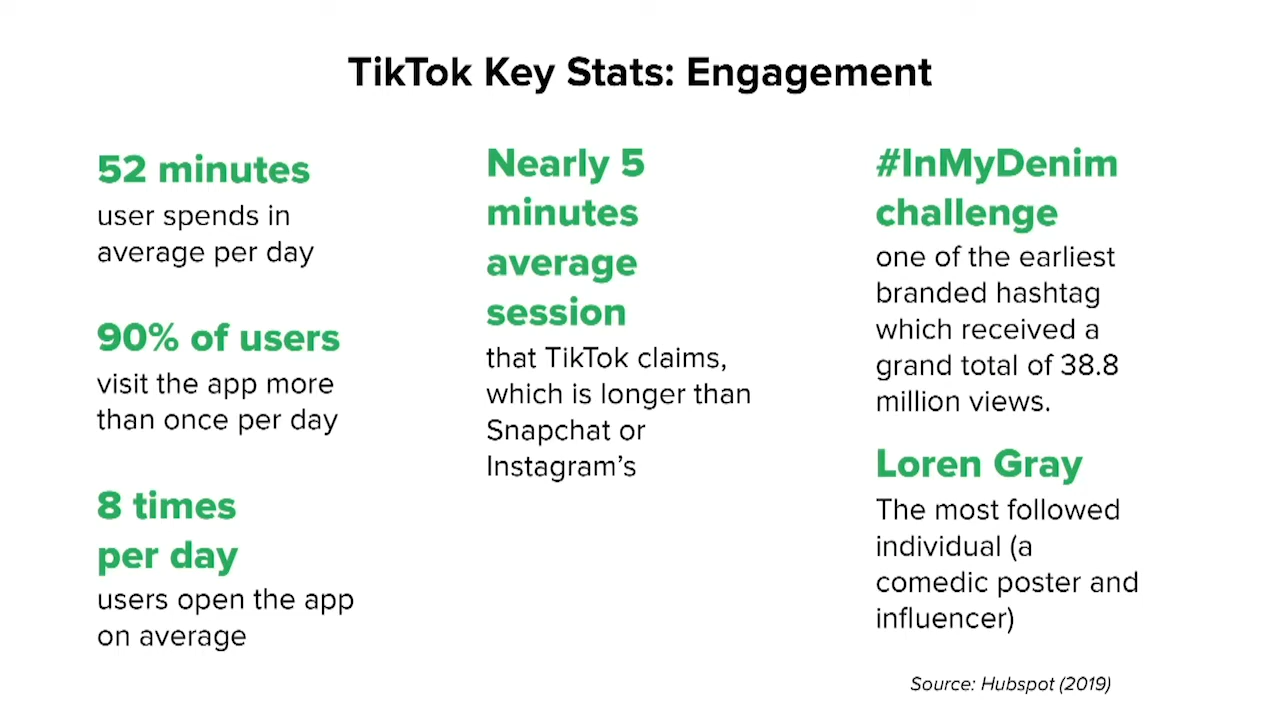 TikTok Key Stats: Engagement
52 minutes
user spends in
average per day
90% of users
visit the app more
than once per day
8 times
per day
users open the app
on average
Nearly 5
minutes
average
session
that TikTok claims,
which is longer than
Snapchat or
Instagram’s
#InMyDenim
challenge
one of the earliest
branded hashtag
which received a
grand total of 38.8
million views.
Loren Gray
The most followed
individual (a
comedic poster and
influencer)
Source: Hubspot (2019)